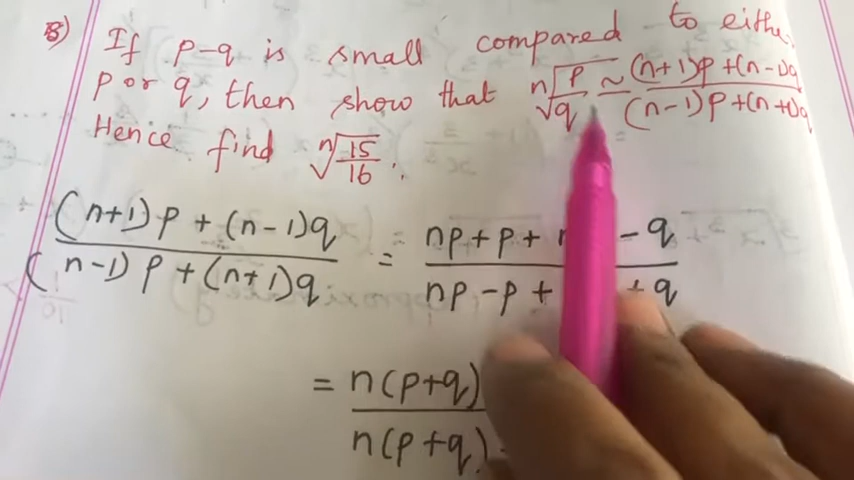 8) If p-q is small compared to either
p or q, then show that ⁿ√(p/q) ≃ ((n+1)p+(n-1)q)/((n-1)p+(n+1)q)
Hence find ⁿ√(15/16).
((n+1)p + (n-1)q)/((n-1)p + (n+1)q) = (np + p + n - q)/(np - p + + q)
= n(p+q)/n(p+q)